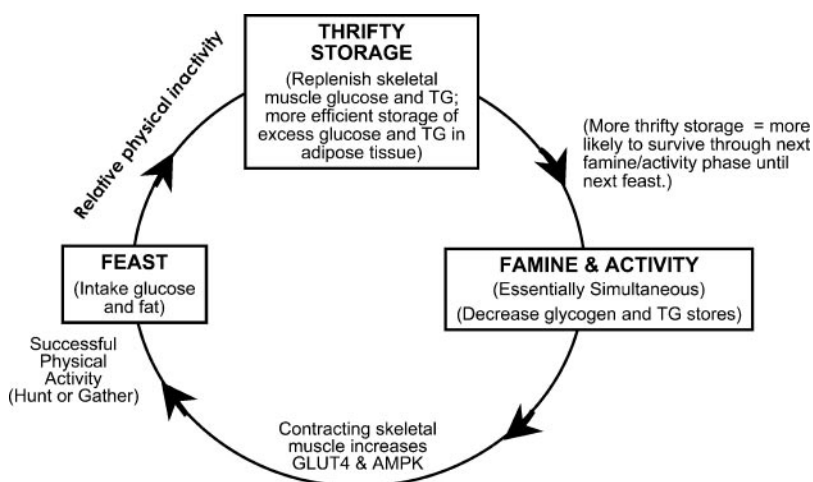 THRIFTY
STORAGE
(Replenish skeletal
muscle glucose and TG;
more efficient storage of
excess glucose and TG in
adipose tissue)
Relative physical inactivity
(More thrifty storage = more
likely to survive through next
famine/activity phase until
next feast.)
FEAST
(Intake glucose
and fat)
FAMINE & ACTIVITY
(Essentially Simultaneous)
(Decrease glycogen and TG stores)
Successful
Physical
Activity
(Hunt or Gather)
Contracting skeletal
muscle increases
GLUT4 & AMPK